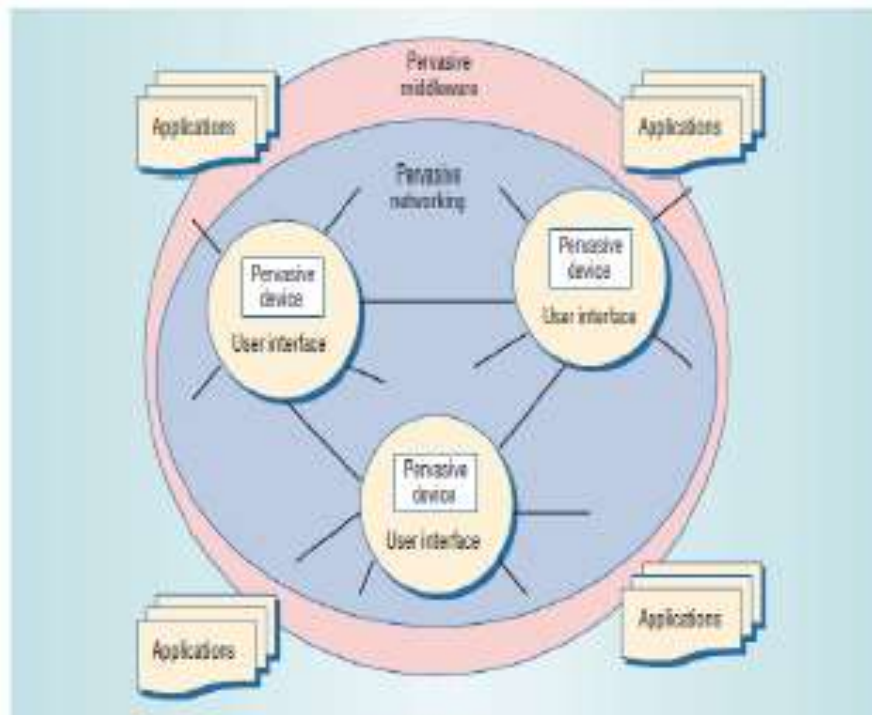 Pervasive
middleware
Applications
Applications
Pervasive
networking
Pervasive
device
User interface
Pervasive
device
User interface
Pervasive
device
User interface
Applications
Applications